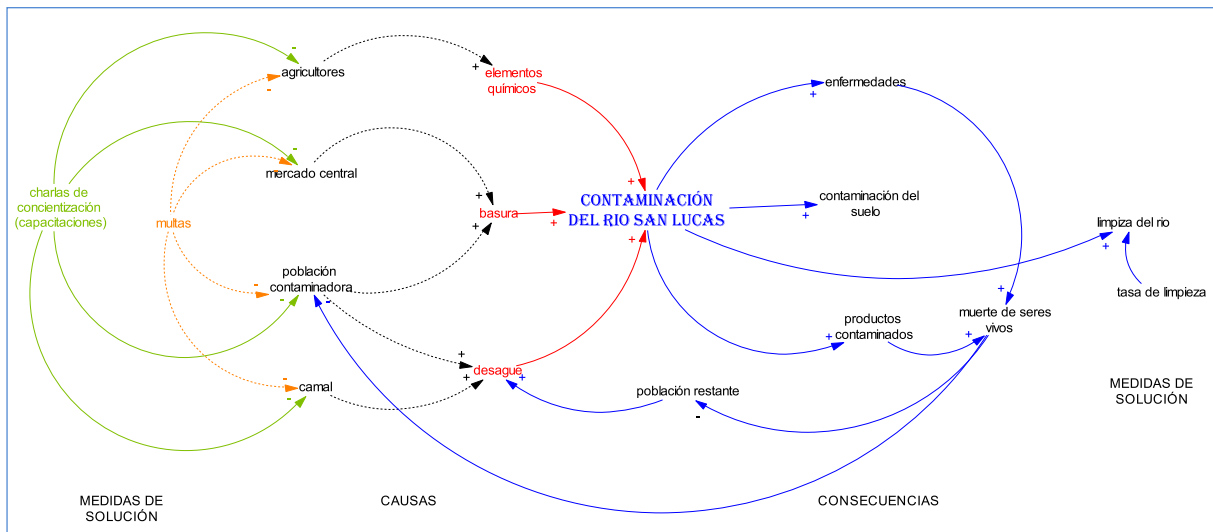 agricultores
elementos
químicos
enfermedades
mercado central
charlas de
concientización
(capacitaciones)
multas
basura
CONTAMINACIÓN
DEL RIO SAN LUCAS
contaminación del
suelo
limpiza del rio
población
contaminadora
tasa de limpieza
productos
contaminados
muerte de seres
vivos
desague
camal
población restante
MEDIDAS DE
SOLUCIÓN
MEDIDAS DE
SOLUCIÓN
CAUSAS
CONSECUENCIAS